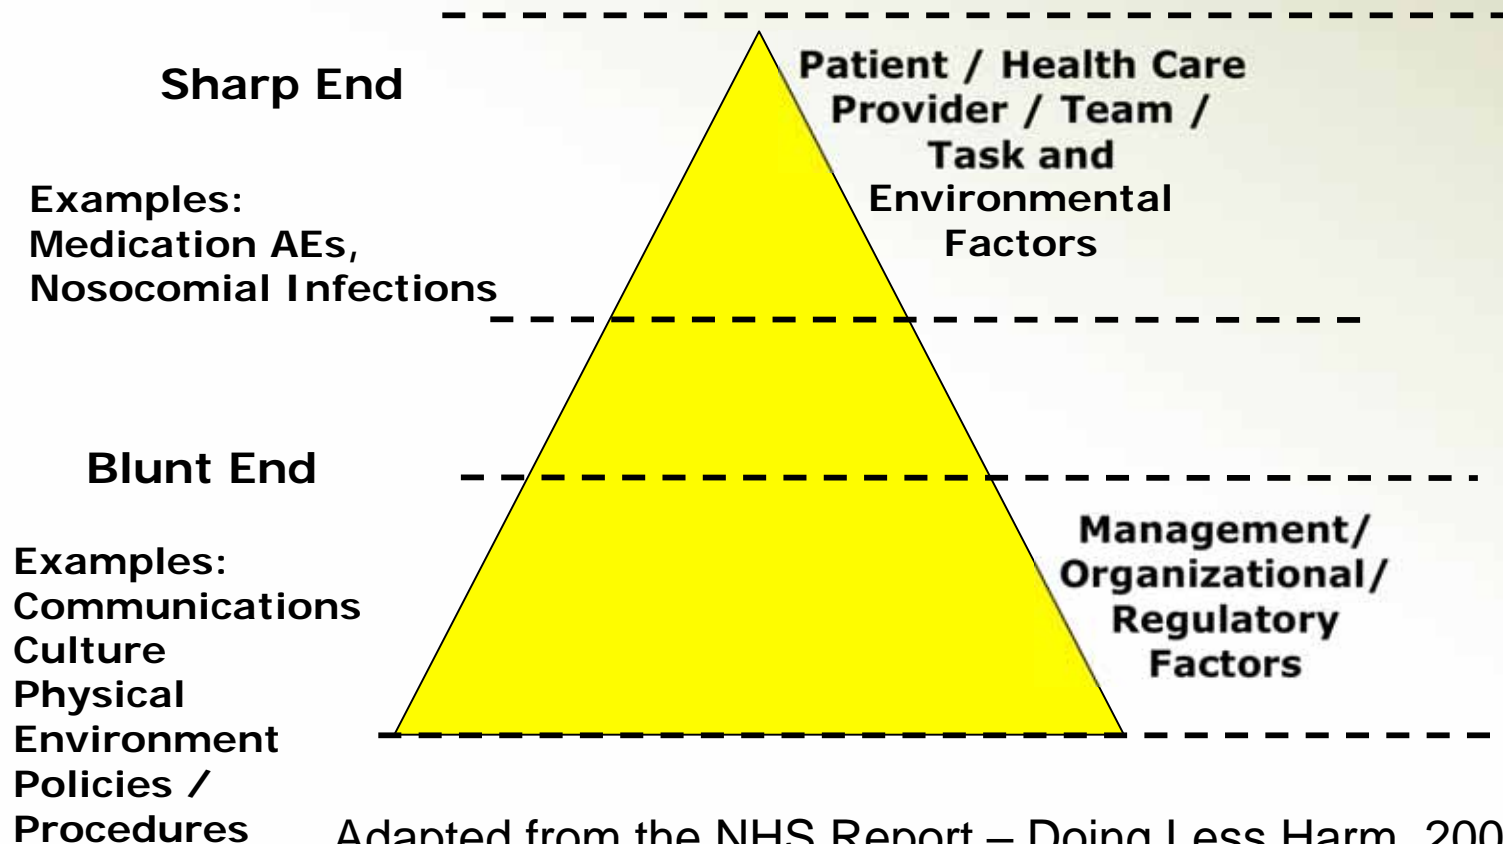 Sharp End
Patient / Health Care
Provider / Team /
Task and
Environmental
Factors
Examples:
Medication AEs,
Nosocomial Infections
Blunt End
Management/
Organizational/
Regulatory
Factors
Examples:
Communications
Culture
Physical
Environment
Policies /
Procedures
Adapted from the NHS Report – Doing Less Harm